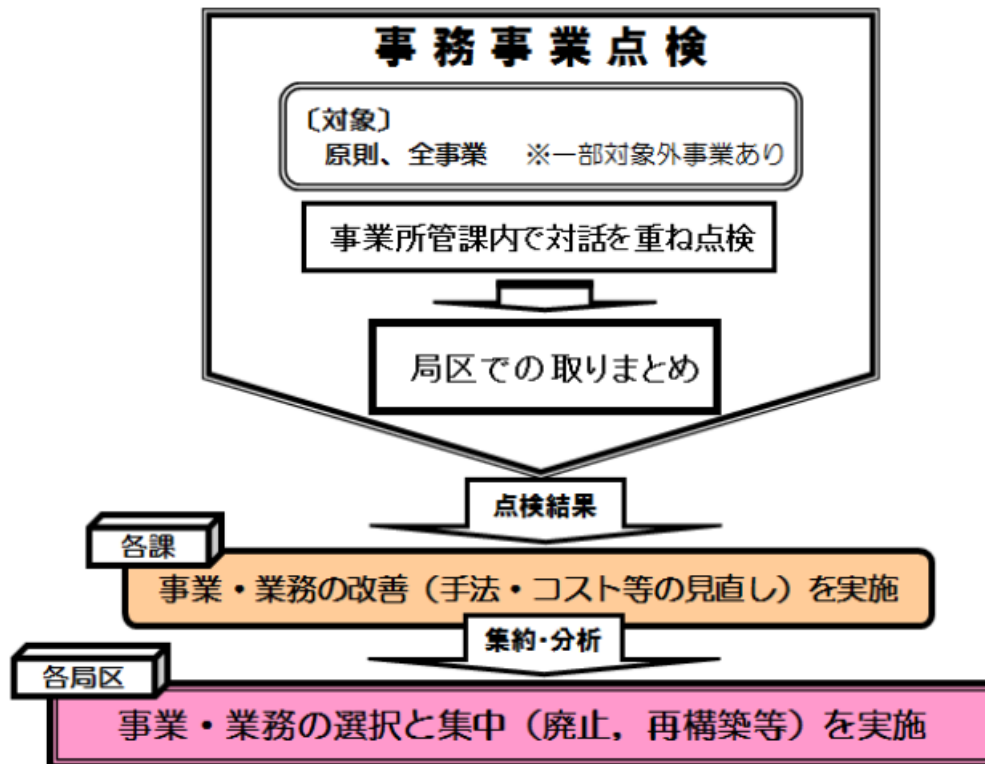 事務事業点検
〔対象〕
原則、全事業　※一部対象外事業あり
事業所管課内で対話を重ね点検
局区での取りまとめ
点検結果
各課
事業・業務の改善（手法・コスト等の見直し）を実施
集約・分析
各局区
事業・業務の選択と集中（廃止，再構築等）を実施